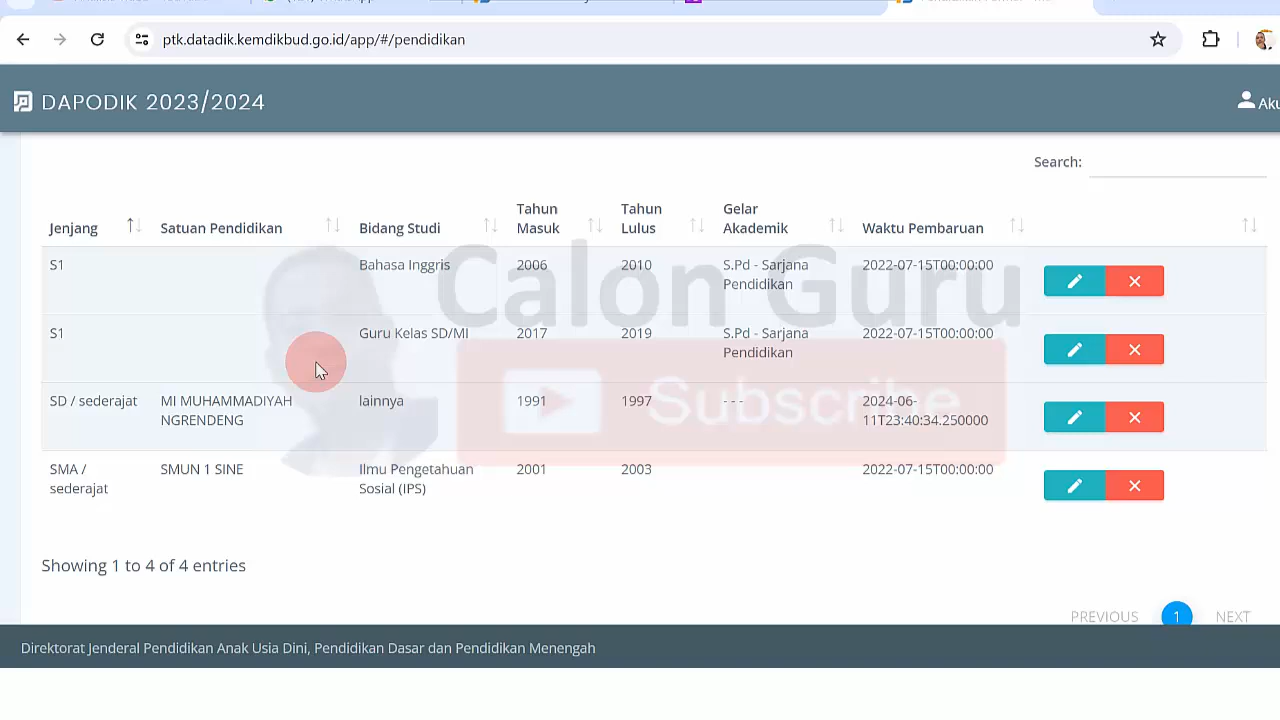 ptk.datadik.kemdikbud.go.id/app/#/pendidikan
DAPODIK 2023/2024
Aku
Search:
Jenjang Satuan Pendidikan Bidang Studi Tahun Masuk Tahun Lulus Gelar Akademik Waktu Pembaruan
S1 Bahasa Inggris 2006 2010 S.Pd - Sarjana Pendidikan 2022-07-15T00:00:00
S1 Guru Kelas SD/MI 2017 2019 S.Pd - Sarjana Pendidikan 2022-07-15T00:00:00
SD / sederajat MI MUHAMMADIYAH NGRENDENG lainnya 1991 1997 - - - 2024-06-11T23:40:34.250000
SMA / sederajat SMUN 1 SINE Ilmu Pengetahuan Sosial (IPS) 2001 2003 2022-07-15T00:00:00
Calon Guru
Subscribe
Showing 1 to 4 of 4 entries
PREVIOUS 1 NEXT
Direktorat Jenderal Pendidikan Anak Usia Dini, Pendidikan Dasar dan Pendidikan Menengah